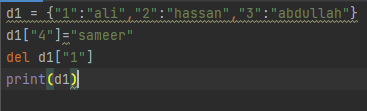 d1 = {"1":"ali","2":"hassan","3":"abdullah"}
d1["4"]="sameer"
del d1["1"]
print(d1)